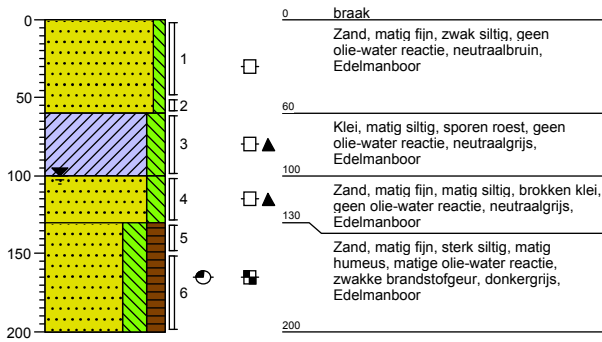 0
50
100
150
200
1
2
3
4
5
6
0
braak
Zand, matig fijn, zwak siltig, geen
olie-water reactie, neutraalbruin,
Edelmanboor
60
Klei, matig siltig, sporen roest, geen
olie-water reactie, neutraalgrijs,
Edelmanboor
100
Zand, matig fijn, matig siltig, brokken klei,
geen olie-water reactie, neutraalgrijs,
Edelmanboor
130
Zand, matig fijn, sterk siltig, matig
humeus, matige olie-water reactie,
zwakke brandstofgeur, donkergrijs,
Edelmanboor
200